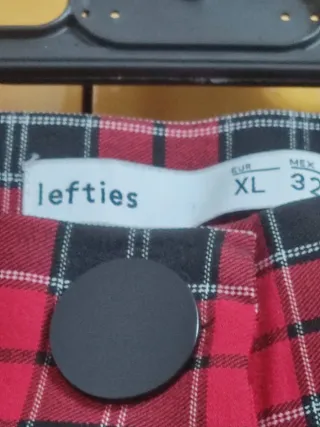 lefties
EUR MEX
XL 32